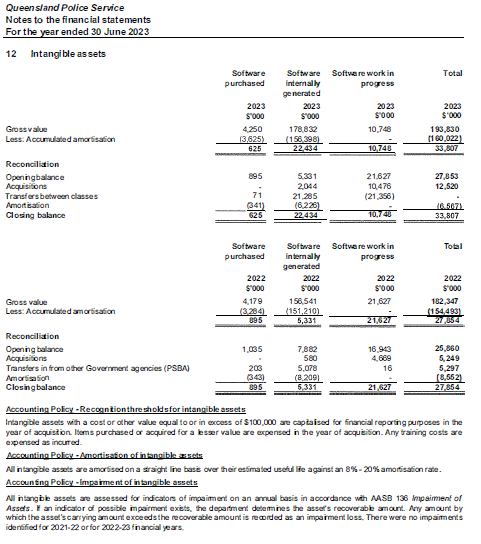 Queensland Police Service
Notes to the financial statements
For the year ended 30 June 2023
12 Intangible assets
Software purchased Software internally generated Software work in progress Total
2023 2023 2023 2023
$'000 $'000 $'000 $'000
Gross value 4,250 178,832 10,748 193,830
Less: Accumulated amortisation (3,625) (156,398) - (160,022)
625 22,434 10,748 33,807
Reconciliation
Opening balance 895 5,331 21,627 27,853
Acquisitions - 2,044 10,476 12,520
Transfers between classes 71 21,285 (21,356) -
Amortisation (341) (6,226) - (6,567)
Closing balance 625 22,434 10,748 33,807
Software purchased Software internally generated Software work in progress Total
2022 2022 2022 2022
$'000 $'000 $'000 $'000
Gross value 4,179 156,541 21,627 182,347
Less: Accumulated amortisation (3,284) (151,210) - (154,493)
895 5,331 21,627 27,854
Reconciliation
Opening balance 1,035 7,882 16,943 25,860
Acquisitions - 580 4,669 5,249
Transfers in from other Government agencies (PSBA) 203 5,078 16 5,297
Amortisation (343) (8,209) - (8,552)
Closing balance 895 5,331 21,627 27,854
Accounting Policy - Recognition thresholds for intangible assets
Intangible assets with a cost or other value equal to or in excess of $100,000 are capitalised for financial reporting purposes in the
year of acquisition. Items purchased or acquired for a lesser value are expensed in the year of acquisition. Any training costs are
expensed as incurred.
Accounting Policy - Amortisation of intangible assets
All intangible assets are amortised on a straight line basis over their estimated useful life against an 8% - 20% amortisation rate.
Accounting Policy - Impairment of intangible assets
All intangible assets are assessed for indicators of impairment on an annual basis in accordance with AASB 136 Impairment of
Assets. If an indicator of possible impairment exists, the department determines the asset's recoverable amount. Any amount by
which the asset's carrying amount exceeds the recoverable amount is recorded as an impairment loss. There were no impairments
identified for 2021-22 or for 2022-23 financial years.